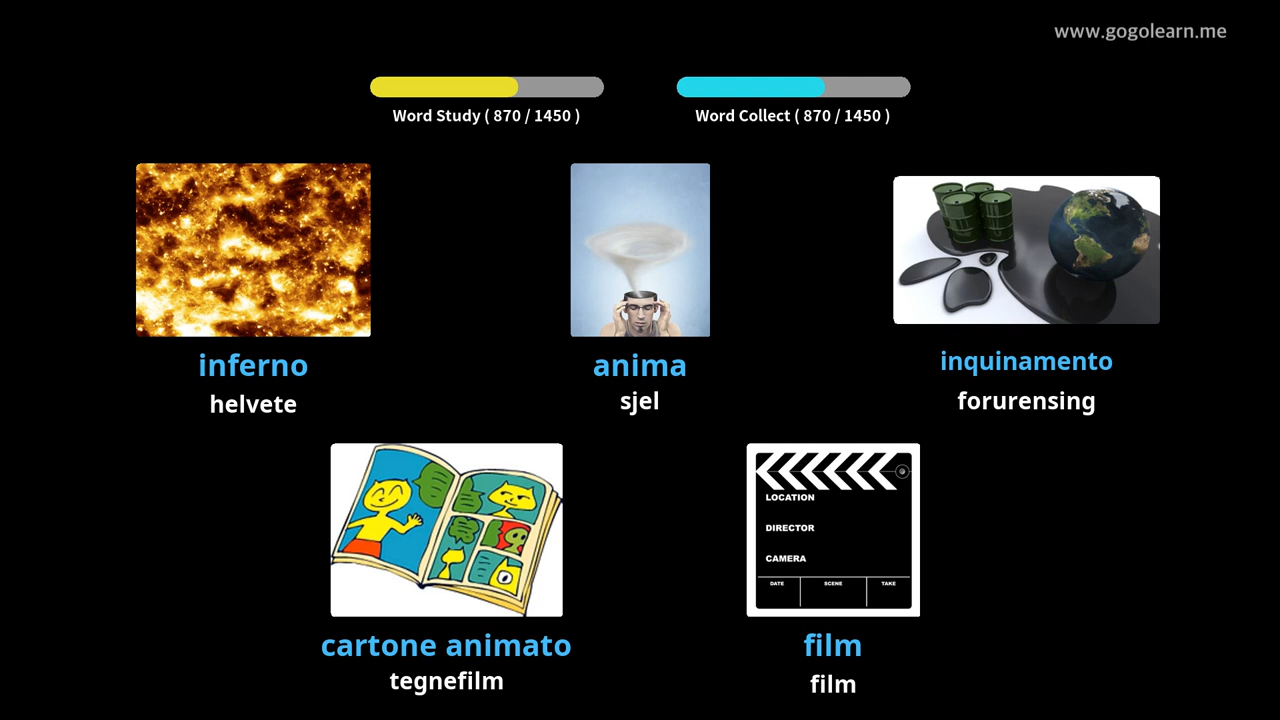 www.gogolearn.me
Word Study ( 870 / 1450 )
Word Collect ( 870 / 1450 )
inferno
helvete
anima
sjel
inquinamento
forurensing
LOCATION
DIRECTOR
CAMERA
DATE SCENE TAKE
cartone animato
tegnefilm
film
film